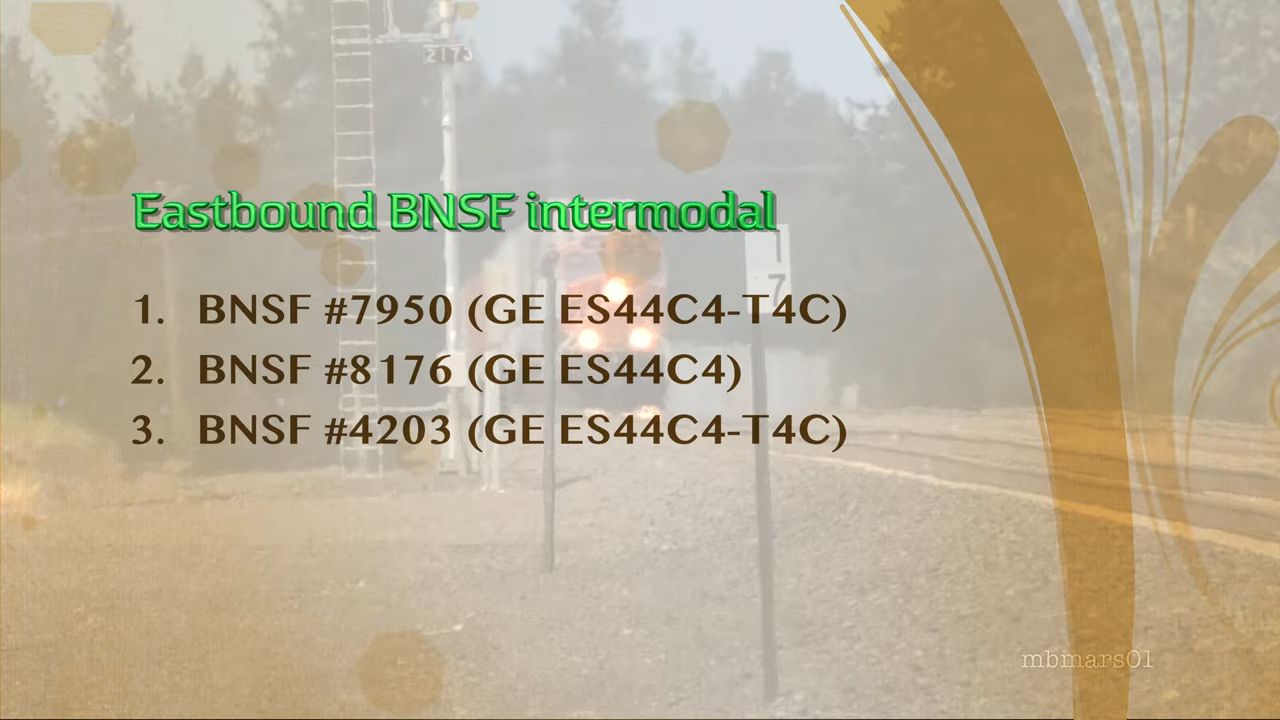 2173
Eastbound BNSF intermodal
17
1. BNSF #7950 (GE ES44C4-T4C)
2. BNSF #8176 (GE ES44C4)
3. BNSF #4203 (GE ES44C4-T4C)
mbmars01